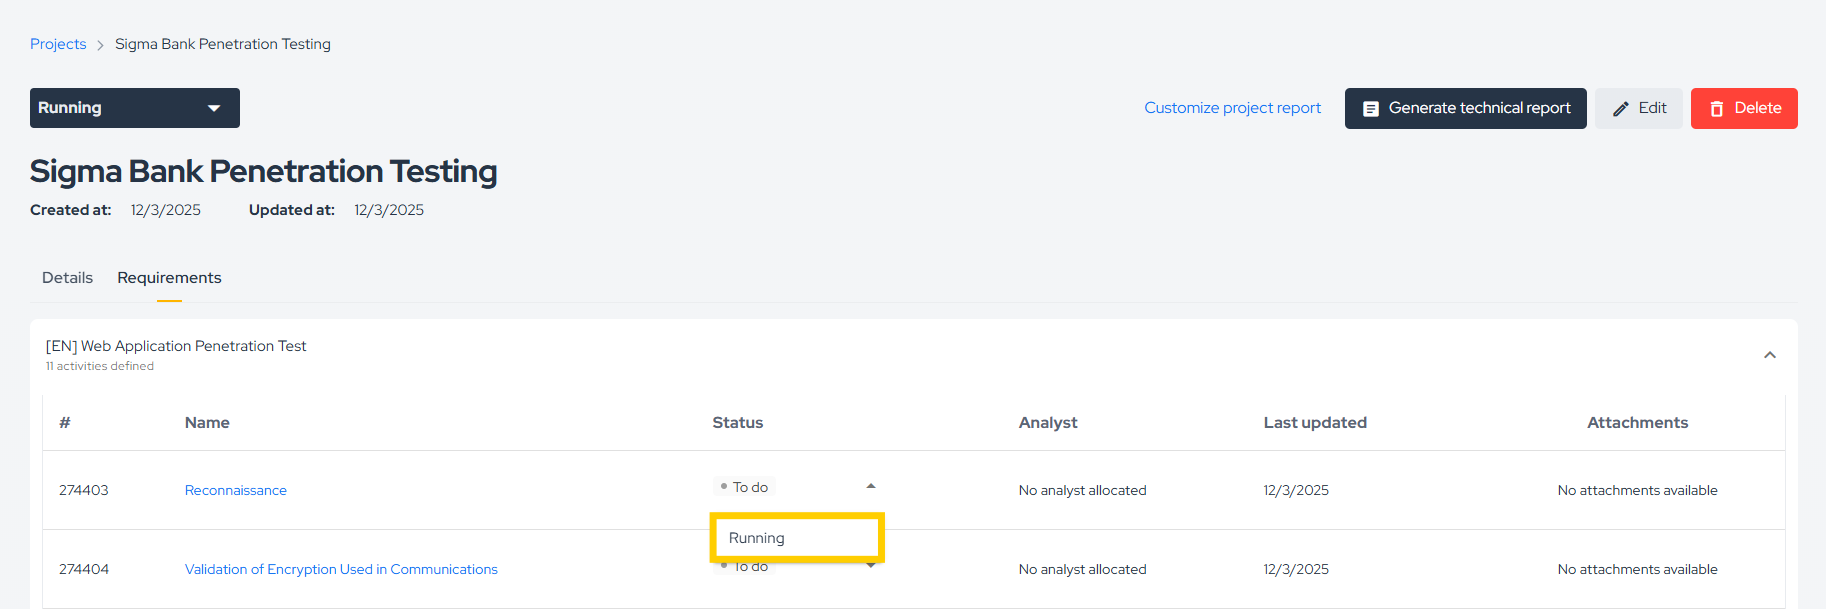 Projects > Sigma Bank Penetration Testing
Running
Customize project report
Generate technical report
Edit
Delete
Sigma Bank Penetration Testing
Created at: 12/3/2025 Updated at: 12/3/2025
Details Requirements
[EN] Web Application Penetration Test
11 activities defined
# Name Status Analyst Last updated Attachments
274403 Reconnaissance To do No analyst allocated 12/3/2025 No attachments available
Running
274404 Validation of Encryption Used in Communications To do No analyst allocated 12/3/2025 No attachments available